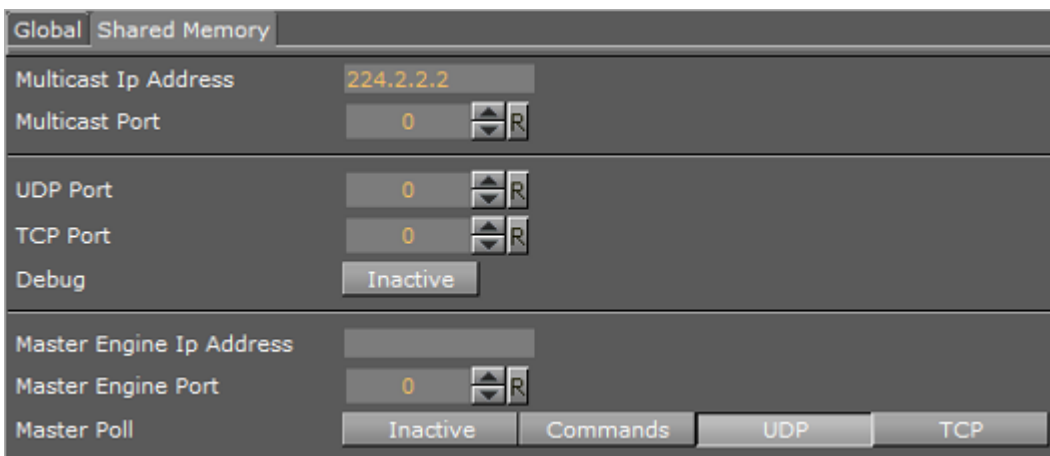 Global Shared Memory
Multicast Ip Address 224.2.2.2
Multicast Port 0 R
UDP Port 0 R
TCP Port 0 R
Debug Inactive
Master Engine Ip Address
Master Engine Port 0 R
Master Poll Inactive Commands UDP TCP